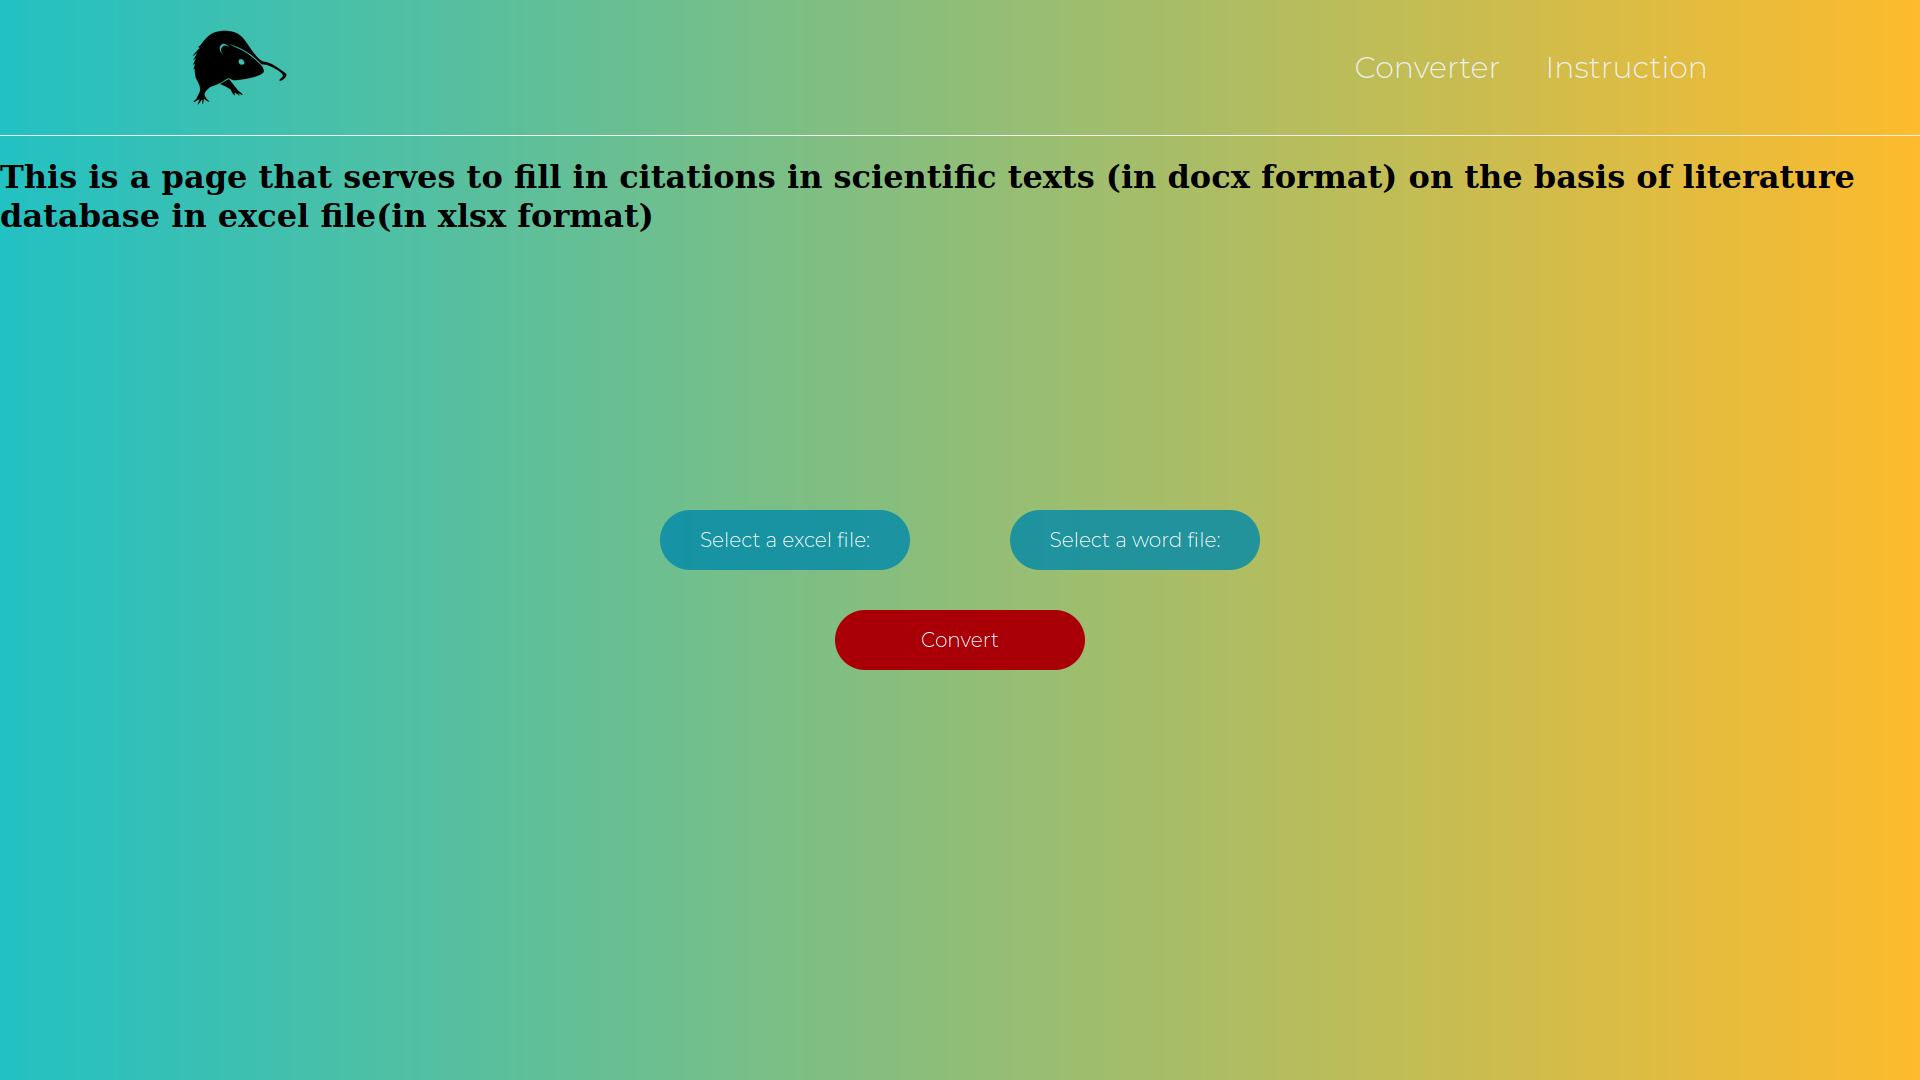 Converter
Instruction
This is a page that serves to fill in citations in scientific texts (in docx format) on the basis of literature
database in excel file(in xlsx format)
Select a excel file:
Select a word file:
Convert